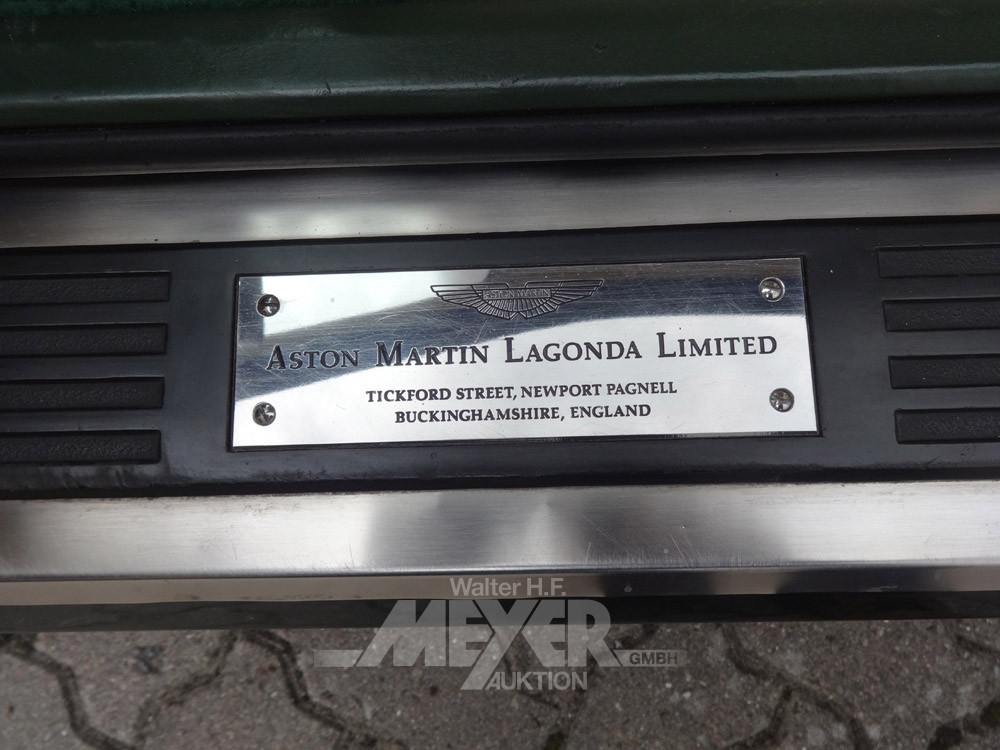 ASTON MARTIN
ASTON MARTIN LAGONDA LIMITED
TICKFORD STREET, NEWPORT PAGNELL
BUCKINGHAMSHIRE, ENGLAND
Walter H.F.
MEYER
GMBH
AUKTION